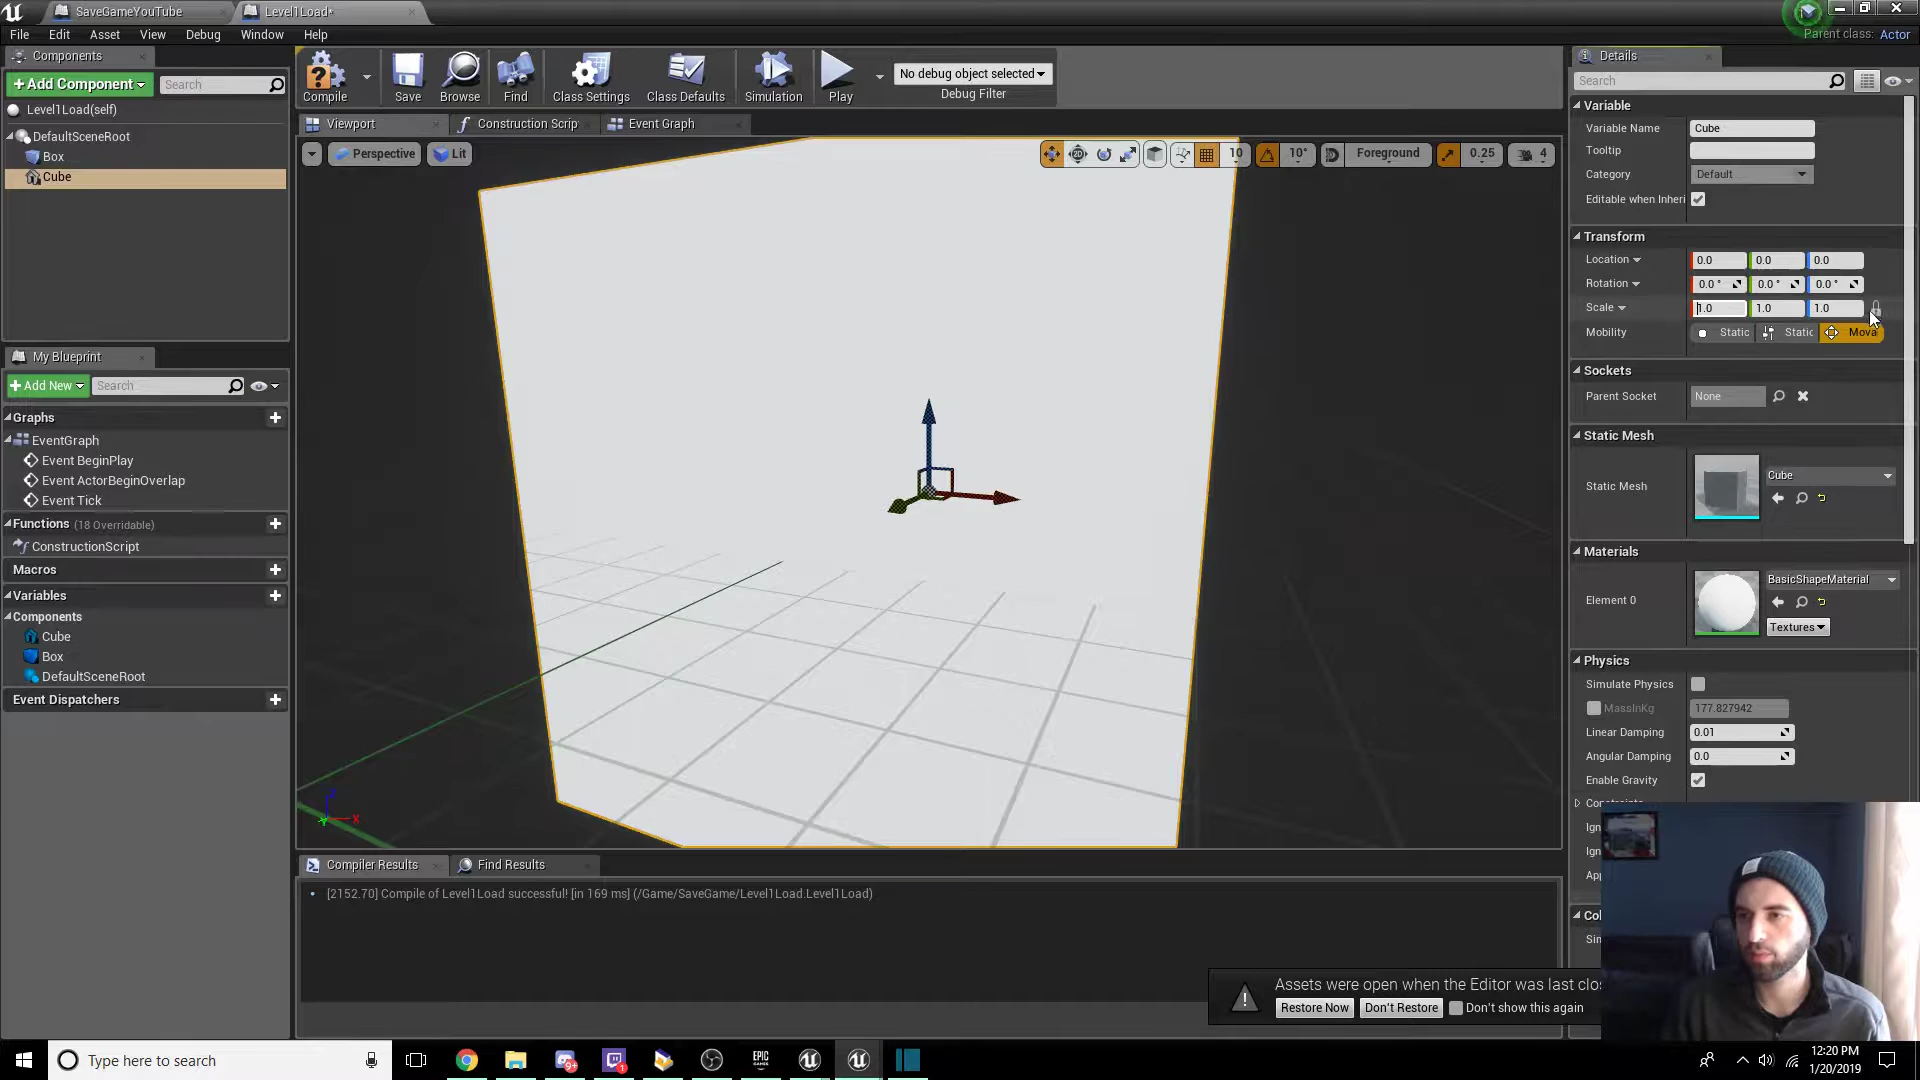 SaveGameYouTube
Level1Load*
Parent class: Actor
File Edit Asset View Debug Window Help
Components
Details
+Add Component
Search
Level1Load(self)
DefaultSceneRoot
Box
Cube
Compile
Save
Browse
Find
Class Settings
Class Defaults
Simulation
Play
No debug object selected
Debug Filter
Viewport
Construction Scrip
Event Graph
Perspective
Lit
10
10°
Foreground
0.25
4
Search
Variable
Variable Name Cube
Tooltip
Category Default
Editable when Inheri
Transform
Location 0.0 0.0 0.0
Rotation 0.0 ° 0.0 ° 0.0 °
Scale 1.0 1.0 1.0
Mobility Static Static Mova
Sockets
Parent Socket None
Static Mesh
Static Mesh Cube
Materials
Element 0 BasicShapeMaterial
Textures
Physics
Simulate Physics
MassInKg 177.827942
Linear Damping 0.01
Angular Damping 0.0
Enable Gravity
Ign
Ign
Col
My Blueprint
+Add New
Search
Graphs
EventGraph
Event BeginPlay
Event ActorBeginOverlap
Event Tick
Functions (18 Overridable)
ConstructionScript
Macros
Variables
Components
Cube
Box
DefaultSceneRoot
Event Dispatchers
Z
Y
X
Compiler Results
Find Results
[2152.70] Compile of Level1Load successful! [in 169 ms] (/Game/SaveGame/Level1Load.Level1Load)
Assets were open when the Editor was last clos
Restore Now
Don't Restore
Don't show this again
Type here to search
EPIC
GAMES
12:20 PM
1/20/2019